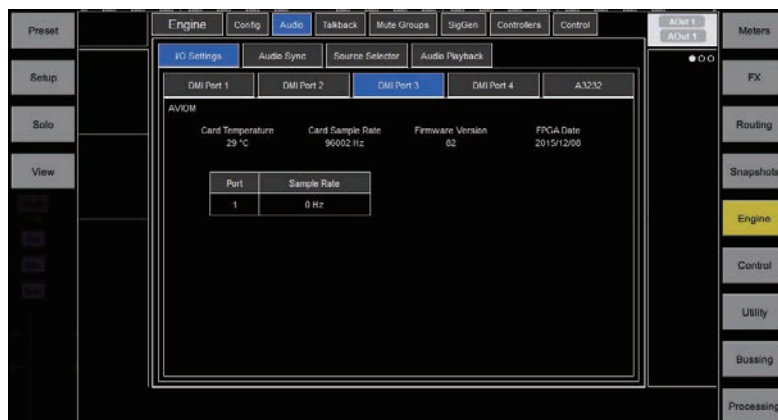 Preset
Setup
Solo
View
Engine
Config
Audio
Talkback
Mute Groups
SigGen
Controllers
Control
I/O Settings
Audio Sync
Source Selector
Audio Playback
DMI Port 1
DMI Port 2
DMI Port 3
DMI Port 4
A3232
AVIOM
Card Temperature
29 °C
Card Sample Rate
96002 Hz
Firmware Version
82
FPGA Date
2015/12/08
Port Sample Rate
1 0 Hz
AOut 1
AOut 1
Meters
FX
Routing
Snapshots
Engine
Control
Utility
Bussing
Processing